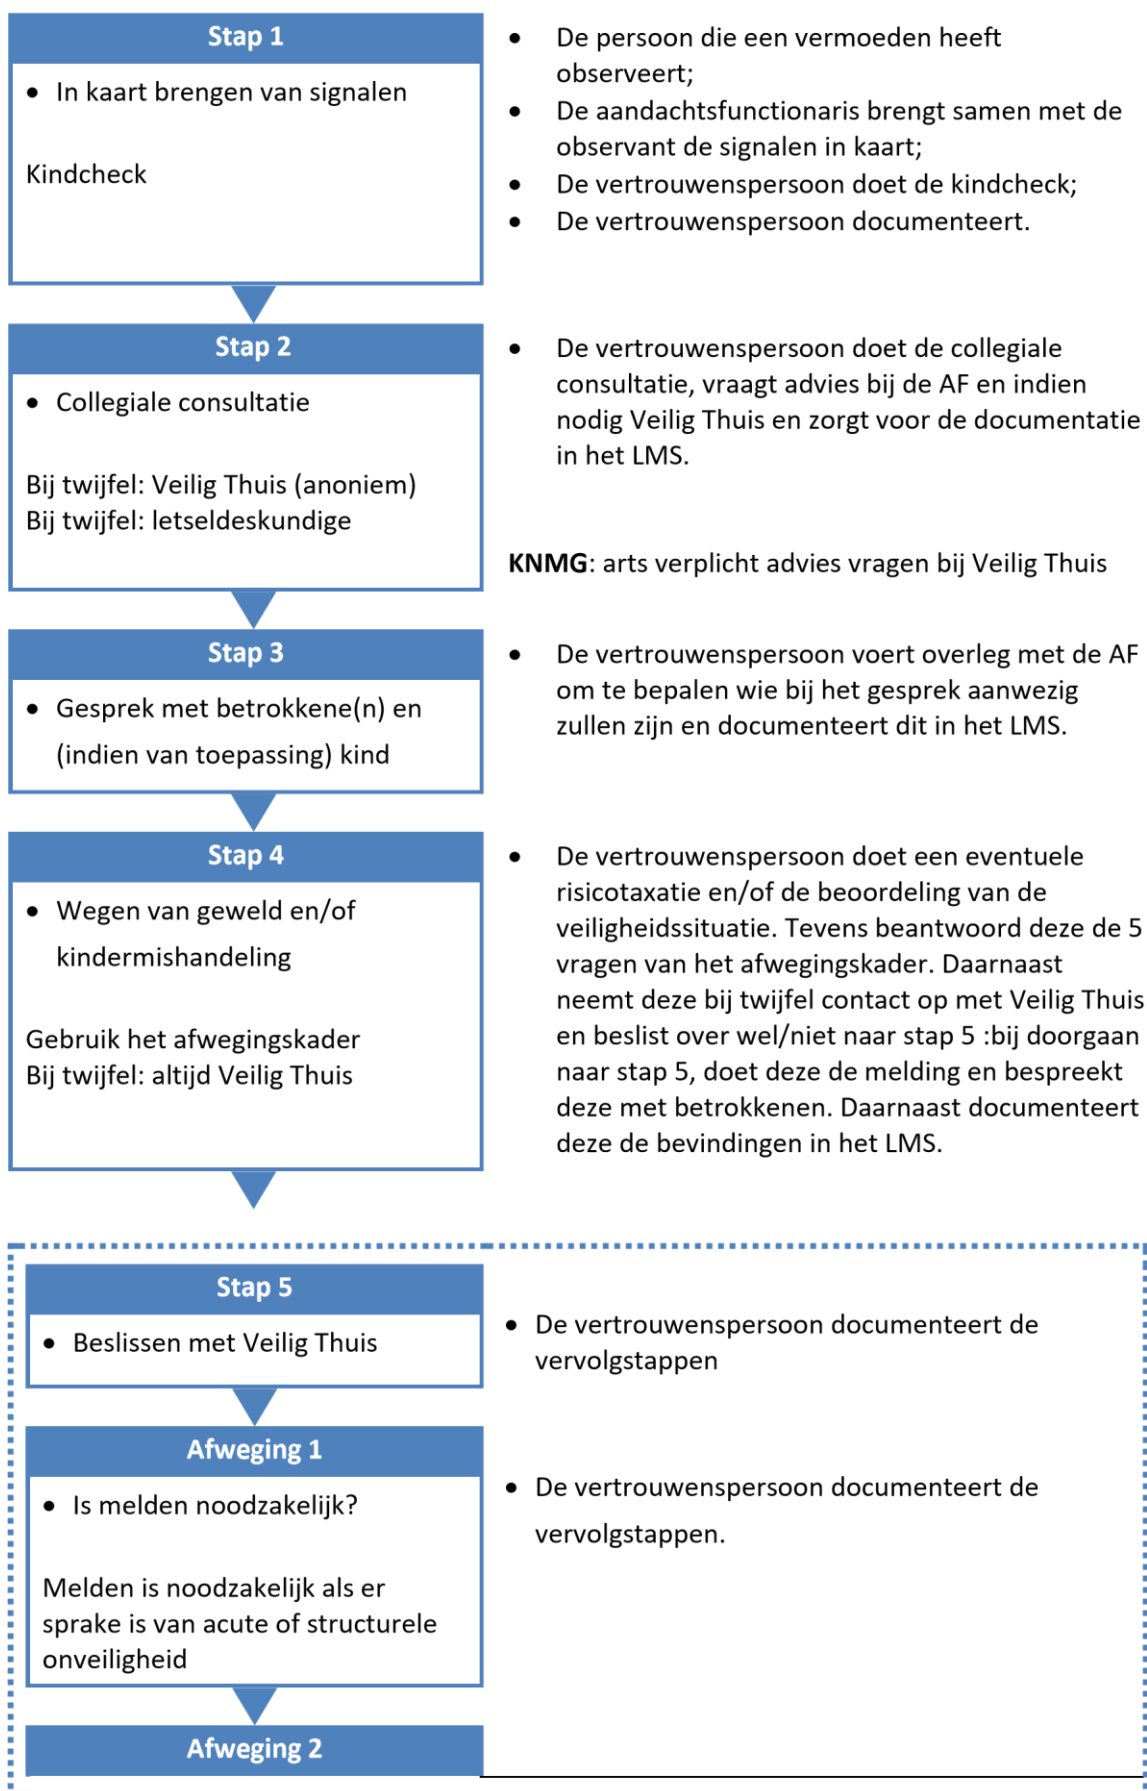 Stap 1
• In kaart brengen van signalen
Kindcheck
• De persoon die een vermoeden heeft
observeert;
• De aandachtsfunctionaris brengt samen met de
observant de signalen in kaart;
• De vertrouwenspersoon doet de kindcheck;
• De vertrouwenspersoon documenteert.
Stap 2
• Collegiale consultatie
Bij twijfel: Veilig Thuis (anoniem)
Bij twijfel: letseldeskundige
• De vertrouwenspersoon doet de collegiale
consultatie, vraagt advies bij de AF en indien
nodig Veilig Thuis en zorgt voor de documentatie
in het LMS.
KNMG: arts verplicht advies vragen bij Veilig Thuis
Stap 3
• Gesprek met betrokkene(n) en
(indien van toepassing) kind
• De vertrouwenspersoon voert overleg met de AF
om te bepalen wie bij het gesprek aanwezig
zullen zijn en documenteert dit in het LMS.
Stap 4
• Wegen van geweld en/of
kindermishandeling
Gebruik het afwegingskader
Bij twijfel: altijd Veilig Thuis
• De vertrouwenspersoon doet een eventuele
risicotaxatie en/of de beoordeling van de
veiligheidssituatie. Tevens beantwoord deze de 5
vragen van het afwegingskader. Daarnaast
neemt deze bij twijfel contact op met Veilig Thuis
en beslist over wel/niet naar stap 5 :bij doorgaan
naar stap 5, doet deze de melding en bespreekt
deze met betrokkenen. Daarnaast documenteert
deze de bevindingen in het LMS.
Stap 5
• Beslissen met Veilig Thuis
• De vertrouwenspersoon documenteert de
vervolgstappen
Afweging 1
• Is melden noodzakelijk?
Melden is noodzakelijk als er
sprake is van acute of structurele
onveiligheid
• De vertrouwenspersoon documenteert de
vervolgstappen.
Afweging 2